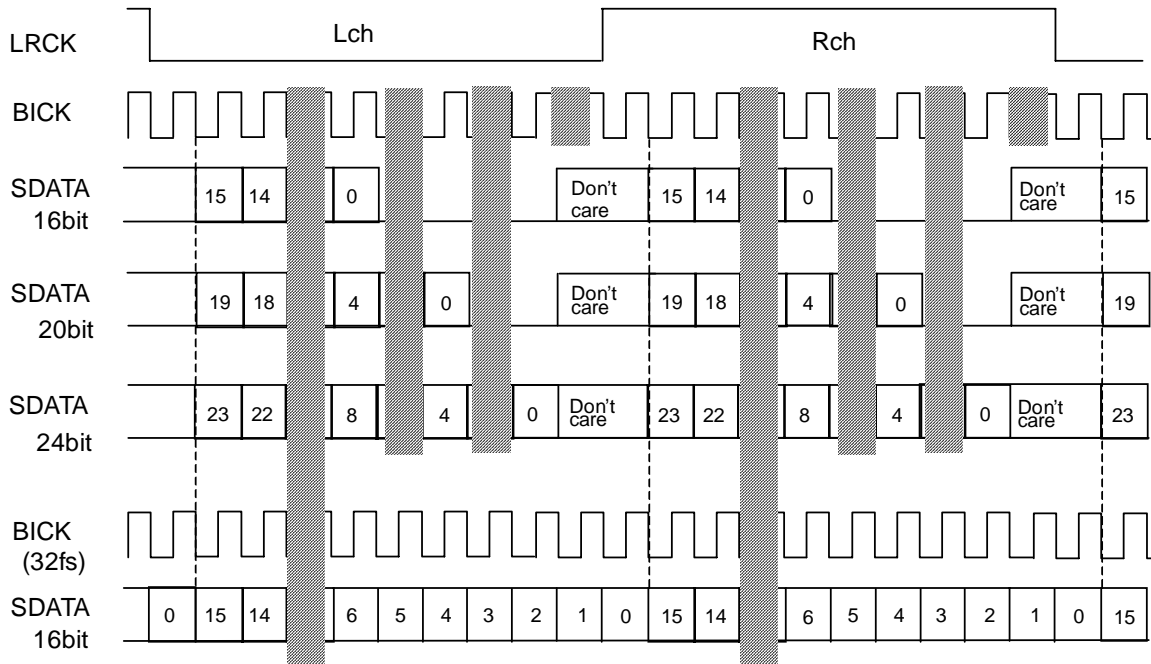 LRCK Lch Rch
BICK
SDATA 16bit 15 14 0 Don't care 15 14 0 Don't care 15
SDATA 20bit 19 18 4 0 Don't care 19 18 4 0 Don't care 19
SDATA 24bit 23 22 8 4 0 Don't care 23 22 8 4 0 Don't care 23
BICK (32fs)
SDATA 16bit 0 15 14 6 5 4 3 2 1 0 15 14 6 5 4 3 2 1 0 15